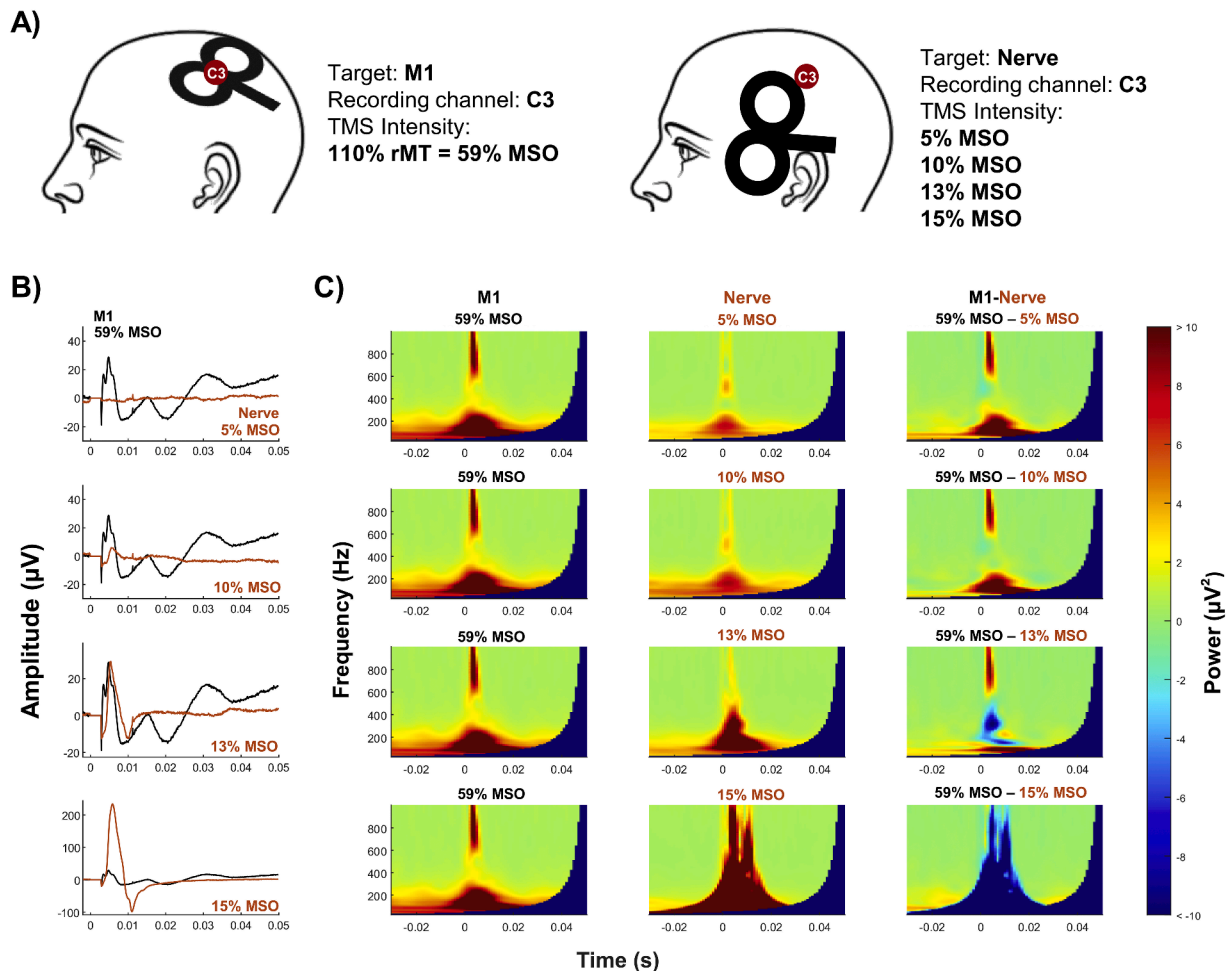 A)
C3
Target: M1
Recording channel: C3
TMS Intensity:
110% rMT = 59% MSO
C3
Target: Nerve
Recording channel: C3
TMS Intensity:
5% MSO
10% MSO
13% MSO
15% MSO
B)
Amplitude (µV)
M1
59% MSO
40
20
0
-20
Nerve
5% MSO
0 0.01 0.02 0.03 0.04 0.05
40
20
0
-20
10% MSO
0 0.01 0.02 0.03 0.04 0.05
20
0
-20
13% MSO
0 0.01 0.02 0.03 0.04 0.05
200
100
0
-100
15% MSO
0 0.01 0.02 0.03 0.04 0.05
C)
Frequency (Hz)
M1 Nerve M1-Nerve
59% MSO 5% MSO 59% MSO – 5% MSO
800
600
400
200
-0.02 0 0.02 0.04 -0.02 0 0.02 0.04 -0.02 0 0.02 0.04
59% MSO 10% MSO 59% MSO – 10% MSO
800
600
400
200
-0.02 0 0.02 0.04 -0.02 0 0.02 0.04 -0.02 0 0.02 0.04
59% MSO 13% MSO 59% MSO – 13% MSO
800
600
400
200
-0.02 0 0.02 0.04 -0.02 0 0.02 0.04 -0.02 0 0.02 0.04
59% MSO 15% MSO 59% MSO – 15% MSO
800
600
400
200
-0.02 0 0.02 0.04 -0.02 0 0.02 0.04 -0.02 0 0.02 0.04
Time (s)
> 10
8
6
4
2
0
-2
-4
-6
-8
< -10
Power (µV²)